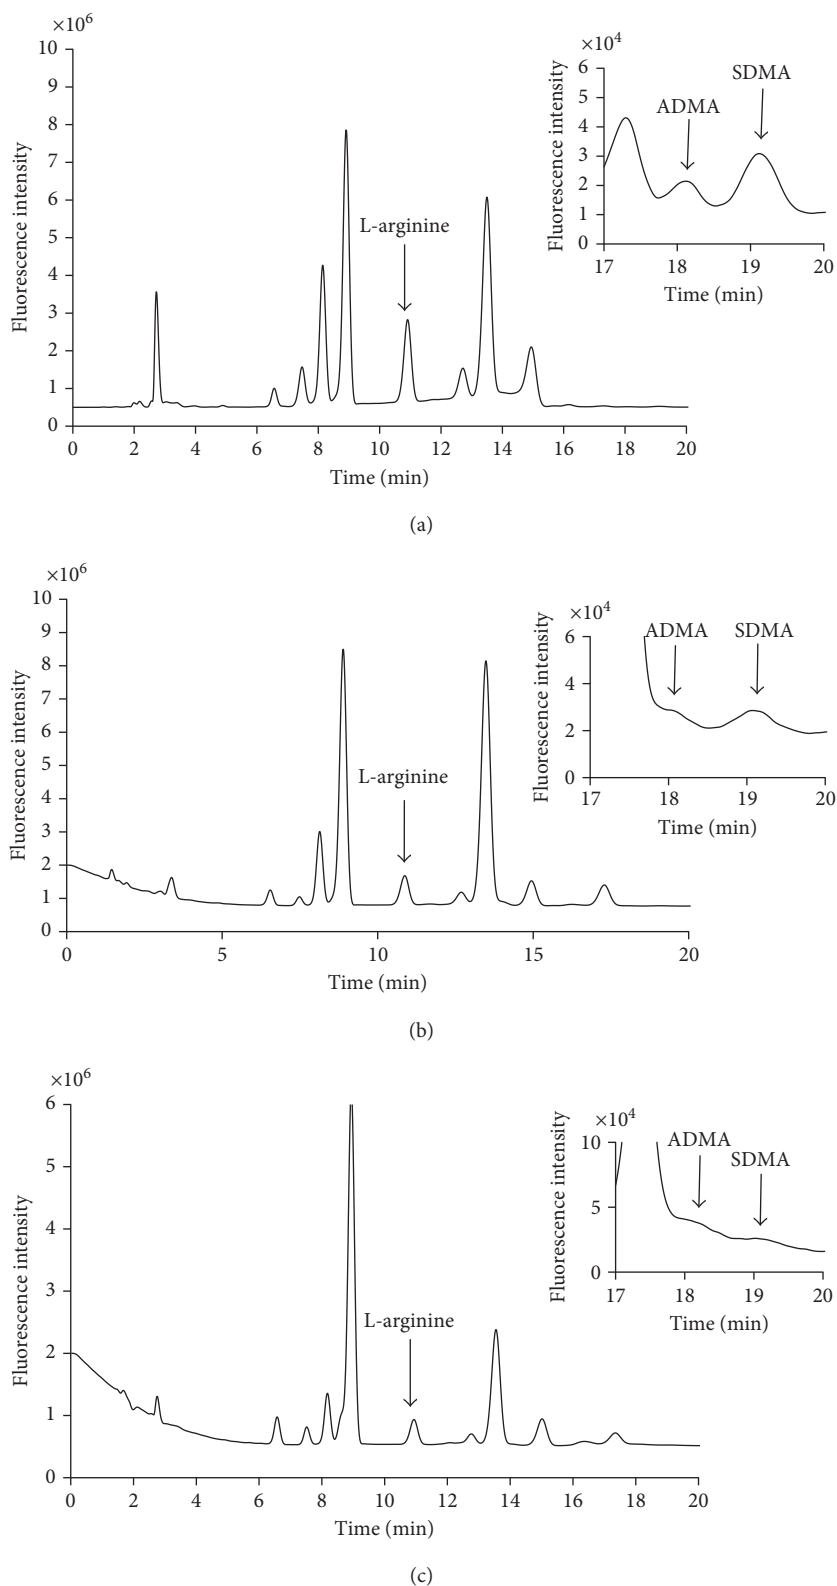 ×10⁶
10
9
8
7
6
5
4
3
2
1
0
Fluorescence intensity
L-arginine
0 2 4 6 8 10 12 14 16 18 20
Time (min)
×10⁴
6
5
4
3
2
1
0
Fluorescence intensity
ADMA
SDMA
17 18 19 20
Time (min)
(a)
×10⁶
10
9
8
7
6
5
4
3
2
1
0
Fluorescence intensity
L-arginine
0 5 10 15 20
Time (min)
×10⁴
6
4
2
0
Fluorescence intensity
ADMA SDMA
17 18 19 20
Time (min)
(b)
×10⁶
6
5
4
3
2
1
0
Fluorescence intensity
L-arginine
0 2 4 6 8 10 12 14 16 18 20
Time (min)
×10⁴
10
5
0
Fluorescence intensity
ADMA
SDMA
17 18 19 20
Time (min)
(c)